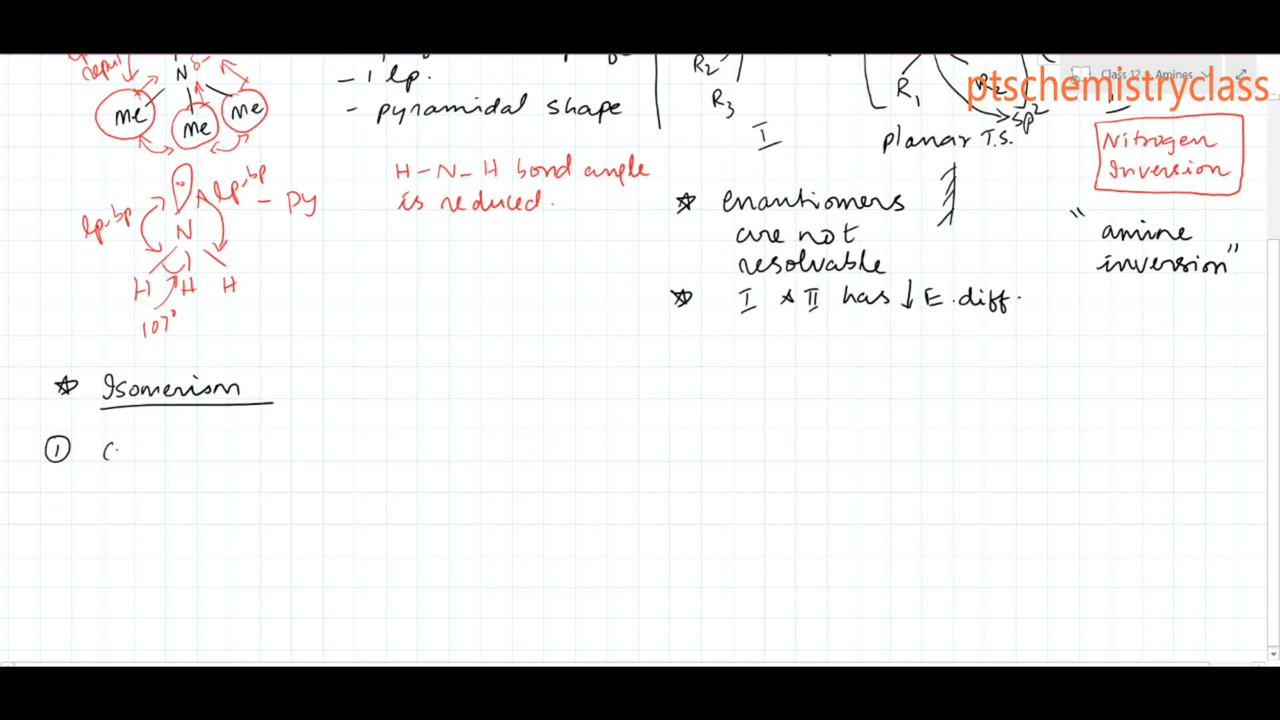 ptschemistryclass
Class 12 - Amines
N
δ-
Me
Me
Me
- 1 lp.
- pyramidal shape
R2
R3
I
R1
R2
sp2
planar T.S.
Nitrogen
Inversion
"amine
inversion"
lp-bp
lp-bp
- Py
N
H
H
H
107°
H-N-H bond angle
is reduced.
☆ enantiomers
are not
resolvable
☆ I & II has ↓ E. diff.
☆ Isomerism
① C